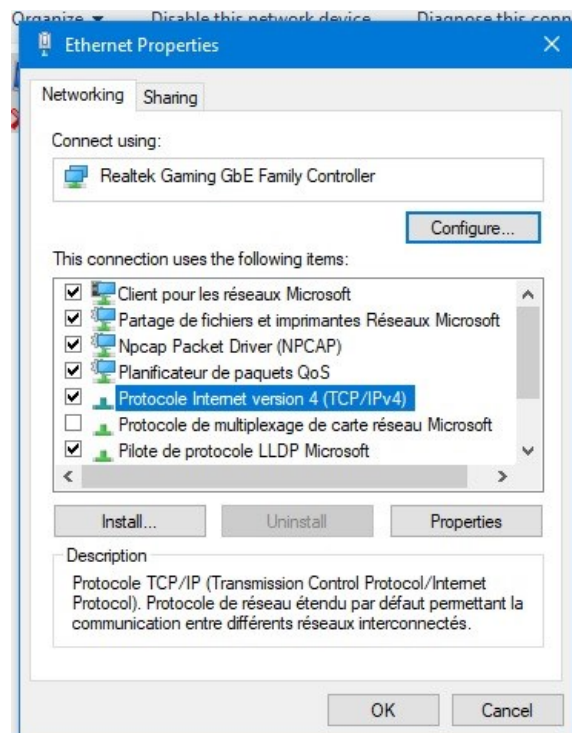 Organize Disable this network device Diagnose this conn
Ethernet Properties
Networking Sharing
Connect using:
Realtek Gaming GbE Family Controller
Configure...
This connection uses the following items:
Client pour les réseaux Microsoft
Partage de fichiers et imprimantes Réseaux Microsoft
Npcap Packet Driver (NPCAP)
Planificateur de paquets QoS
Protocole Internet version 4 (TCP/IPv4)
Protocole de multiplexage de carte réseau Microsoft
Pilote de protocole LLDP Microsoft
Install... Uninstall Properties
Description
Protocole TCP/IP (Transmission Control Protocol/Internet
Protocol). Protocole de réseau étendu par défaut permettant la
communication entre différents réseaux interconnectés.
OK Cancel